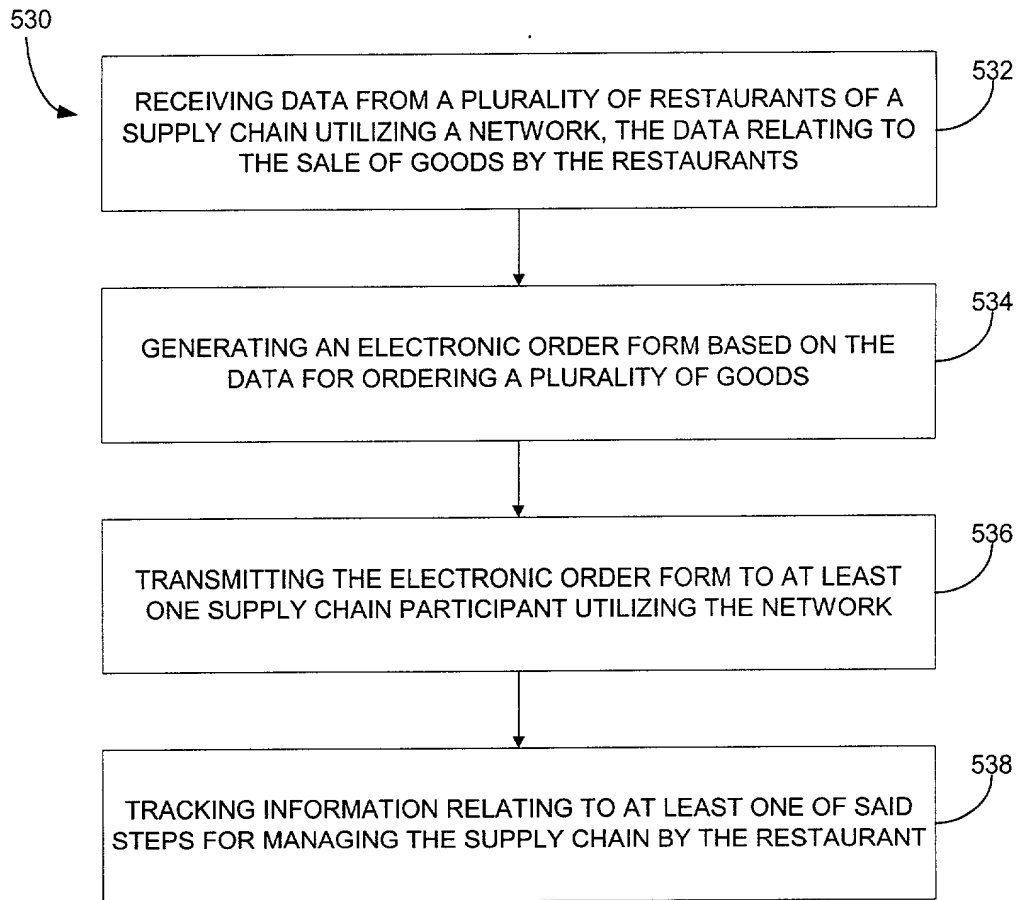 530
532
RECEIVING DATA FROM A PLURALITY OF RESTAURANTS OF A
SUPPLY CHAIN UTILIZING A NETWORK, THE DATA RELATING TO
THE SALE OF GOODS BY THE RESTAURANTS
534
GENERATING AN ELECTRONIC ORDER FORM BASED ON THE
DATA FOR ORDERING A PLURALITY OF GOODS
536
TRANSMITTING THE ELECTRONIC ORDER FORM TO AT LEAST
ONE SUPPLY CHAIN PARTICIPANT UTILIZING THE NETWORK
538
TRACKING INFORMATION RELATING TO AT LEAST ONE OF SAID
STEPS FOR MANAGING THE SUPPLY CHAIN BY THE RESTAURANT